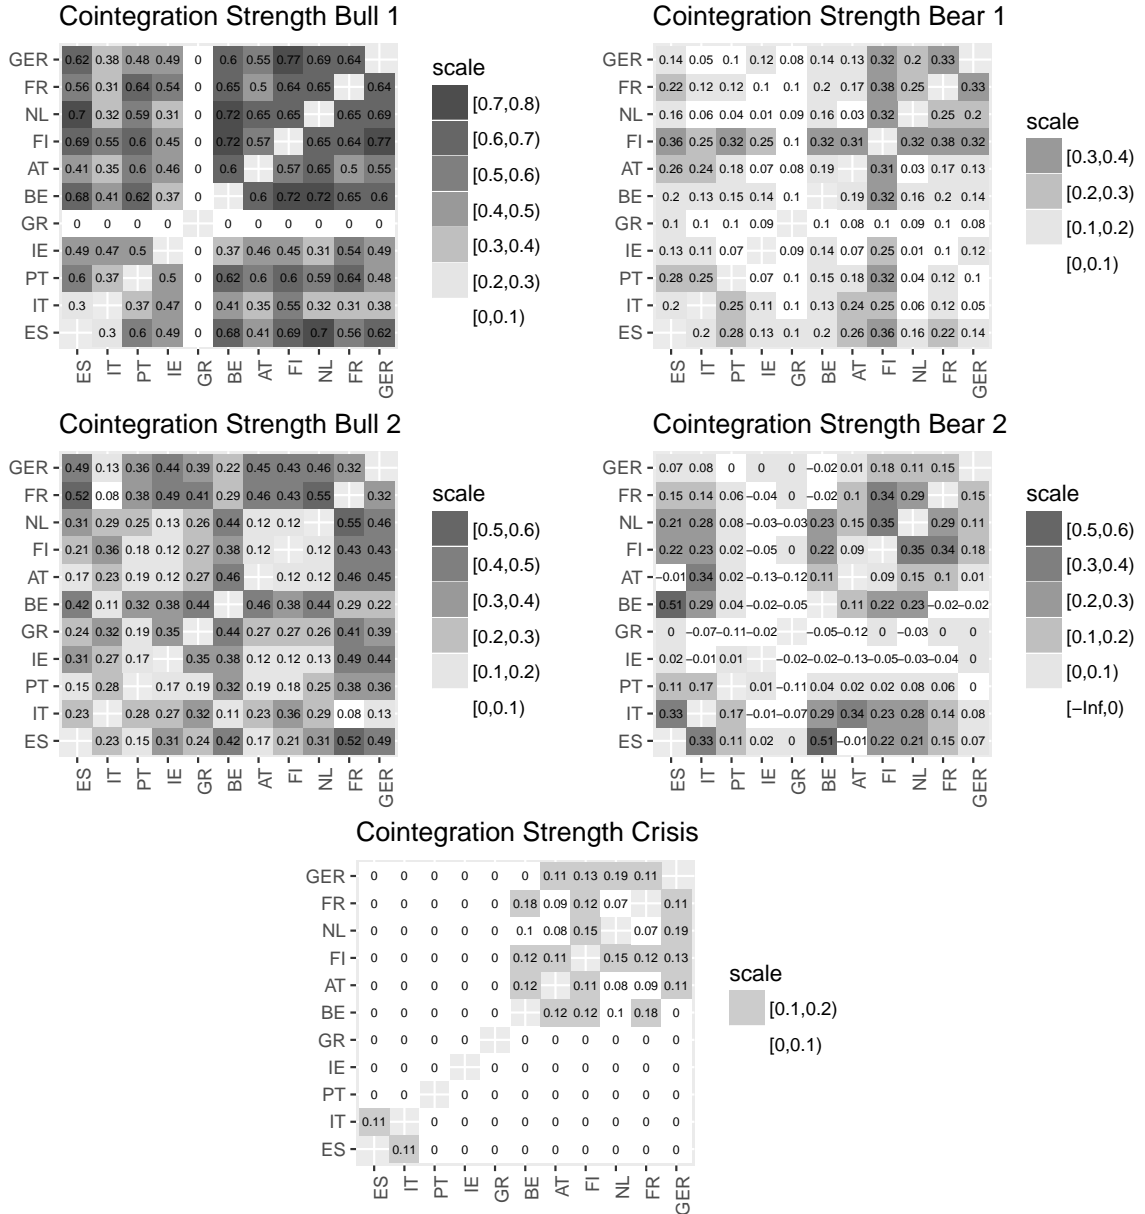 Cointegration Strength Bull 1
GER 0.62 0.38 0.48 0.49 0 0.6 0.55 0.77 0.69 0.64
FR 0.56 0.31 0.64 0.54 0 0.65 0.5 0.64 0.65 0.64
NL 0.7 0.32 0.59 0.31 0 0.72 0.65 0.65 0.65 0.69
FI 0.69 0.55 0.6 0.45 0 0.72 0.57 0.65 0.64 0.77
AT 0.41 0.35 0.6 0.46 0 0.6 0.57 0.65 0.5 0.55
BE 0.68 0.41 0.62 0.37 0 0.6 0.72 0.72 0.65 0.6
GR 0 0 0 0 0 0 0 0 0 0
IE 0.49 0.47 0.5 0 0.37 0.46 0.45 0.31 0.54 0.49
PT 0.6 0.37 0.5 0 0.62 0.6 0.6 0.59 0.64 0.48
IT 0.3 0.37 0.47 0 0.41 0.35 0.55 0.32 0.31 0.38
ES 0.3 0.6 0.49 0 0.68 0.41 0.69 0.7 0.56 0.62
ES IT PT IE GR BE AT FI NL FR GER
scale
[0.7,0.8)
[0.6,0.7)
[0.5,0.6)
[0.4,0.5)
[0.3,0.4)
[0.2,0.3)
[0,0.1)
Cointegration Strength Bear 1
GER 0.14 0.05 0.1 0.12 0.08 0.14 0.13 0.32 0.2 0.33
FR 0.22 0.12 0.12 0.1 0.1 0.2 0.17 0.38 0.25 0.33
NL 0.16 0.06 0.04 0.01 0.09 0.16 0.03 0.32 0.25 0.2
FI 0.36 0.25 0.32 0.25 0.1 0.32 0.31 0.32 0.38 0.32
AT 0.26 0.24 0.18 0.07 0.08 0.19 0.31 0.03 0.17 0.13
BE 0.2 0.13 0.15 0.14 0.1 0.19 0.32 0.16 0.2 0.14
GR 0.1 0.1 0.1 0.09 0.1 0.08 0.1 0.09 0.1 0.08
IE 0.13 0.11 0.07 0.09 0.14 0.07 0.25 0.01 0.1 0.12
PT 0.28 0.25 0.07 0.1 0.15 0.18 0.32 0.04 0.12 0.1
IT 0.2 0.25 0.11 0.1 0.13 0.24 0.25 0.06 0.12 0.05
ES 0.2 0.28 0.13 0.1 0.2 0.26 0.36 0.16 0.22 0.14
ES IT PT IE GR BE AT FI NL FR GER
scale
[0.3,0.4)
[0.2,0.3)
[0.1,0.2)
[0,0.1)
Cointegration Strength Bull 2
GER 0.49 0.13 0.36 0.44 0.39 0.22 0.45 0.43 0.46 0.32
FR 0.52 0.08 0.38 0.49 0.41 0.29 0.46 0.43 0.55 0.32
NL 0.31 0.29 0.25 0.13 0.26 0.44 0.12 0.12 0.55 0.46
FI 0.21 0.36 0.18 0.12 0.27 0.38 0.12 0.12 0.43 0.43
AT 0.17 0.23 0.19 0.12 0.27 0.46 0.12 0.12 0.46 0.45
BE 0.42 0.11 0.32 0.38 0.44 0.46 0.38 0.44 0.29 0.22
GR 0.24 0.32 0.19 0.35 0.44 0.27 0.27 0.26 0.41 0.39
IE 0.31 0.27 0.17 0.35 0.38 0.12 0.12 0.13 0.49 0.44
PT 0.15 0.28 0.17 0.19 0.32 0.19 0.18 0.25 0.38 0.36
IT 0.23 0.28 0.27 0.32 0.11 0.23 0.36 0.29 0.08 0.13
ES 0.23 0.15 0.31 0.24 0.42 0.17 0.21 0.31 0.52 0.49
ES IT PT IE GR BE AT FI NL FR GER
scale
[0.5,0.6)
[0.4,0.5)
[0.3,0.4)
[0.2,0.3)
[0.1,0.2)
[0,0.1)
Cointegration Strength Bear 2
GER 0.07 0.08 0 0 0 −0.02 0.01 0.18 0.11 0.15
FR 0.15 0.14 0.06 −0.04 0 −0.02 0.1 0.34 0.29 0.15
NL 0.21 0.28 0.08 −0.03 −0.03 0.23 0.15 0.35 0.29 0.11
FI 0.22 0.23 0.02 −0.05 0 0.22 0.09 0.35 0.34 0.18
AT −0.01 0.34 0.02 −0.13 −0.12 0.11 0.09 0.15 0.1 0.01
BE 0.51 0.29 0.04 −0.02 −0.05 0.11 0.22 0.23 −0.02 −0.02
GR 0 −0.07 −0.11 −0.02 −0.05 −0.12 0 −0.03 0 0
IE 0.02 −0.01 0.01 −0.02 −0.02 −0.13 −0.05 −0.03 −0.04 0
PT 0.11 0.17 0.01 −0.11 0.04 0.02 0.02 0.08 0.06 0
IT 0.33 0.17 −0.01 −0.07 0.29 0.34 0.23 0.28 0.14 0.08
ES 0.33 0.11 0.02 0 0.51 −0.01 0.22 0.21 0.15 0.07
ES IT PT IE GR BE AT FI NL FR GER
scale
[0.5,0.6)
[0.3,0.4)
[0.2,0.3)
[0.1,0.2)
[0,0.1)
[−Inf,0)
Cointegration Strength Crisis
GER 0 0 0 0 0 0 0.11 0.13 0.19 0.11
FR 0 0 0 0 0 0.18 0.09 0.12 0.07 0.11
NL 0 0 0 0 0 0.1 0.08 0.15 0.07 0.19
FI 0 0 0 0 0 0.12 0.11 0.15 0.12 0.13
AT 0 0 0 0 0 0.12 0.11 0.08 0.09 0.11
BE 0 0 0 0 0 0.12 0.12 0.1 0.18 0
GR 0 0 0 0 0 0 0 0 0 0
IE 0 0 0 0 0 0 0 0 0 0
PT 0 0 0 0 0 0 0 0 0 0
IT 0.11 0 0 0 0 0 0 0 0 0
ES 0.11 0 0 0 0 0 0 0 0 0
ES IT PT IE GR BE AT FI NL FR GER
scale
[0.1,0.2)
[0,0.1)